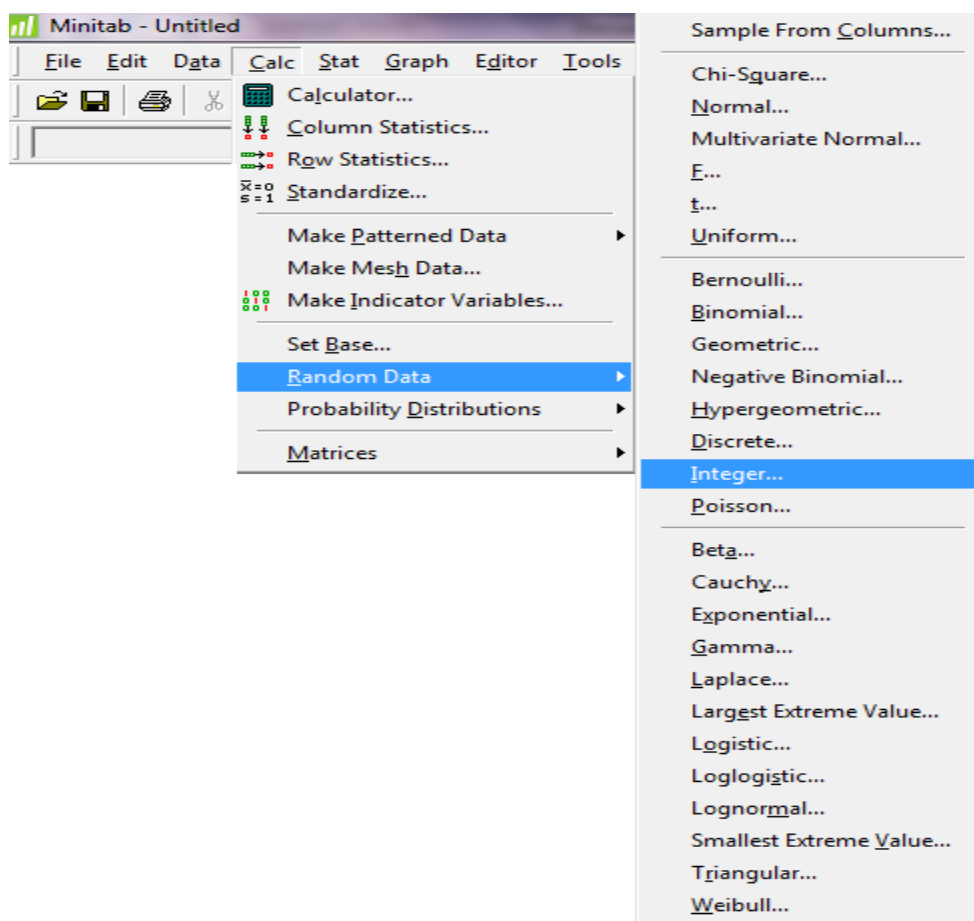 Minitab - Untitled
File Edit Data Calc Stat Graph Editor Tools
Calculator...
Column Statistics...
Row Statistics...
x=0
s=1 Standardize...
Make Patterned Data
Make Mesh Data...
Make Indicator Variables...
Set Base...
Random Data
Probability Distributions
Matrices
Sample From Columns...
Chi-Square...
Normal...
Multivariate Normal...
F...
t...
Uniform...
Bernoulli...
Binomial...
Geometric...
Negative Binomial...
Hypergeometric...
Discrete...
Integer...
Poisson...
Beta...
Cauchy...
Exponential...
Gamma...
Laplace...
Largest Extreme Value...
Logistic...
Loglogistic...
Lognormal...
Smallest Extreme Value...
Triangular...
Weibull...